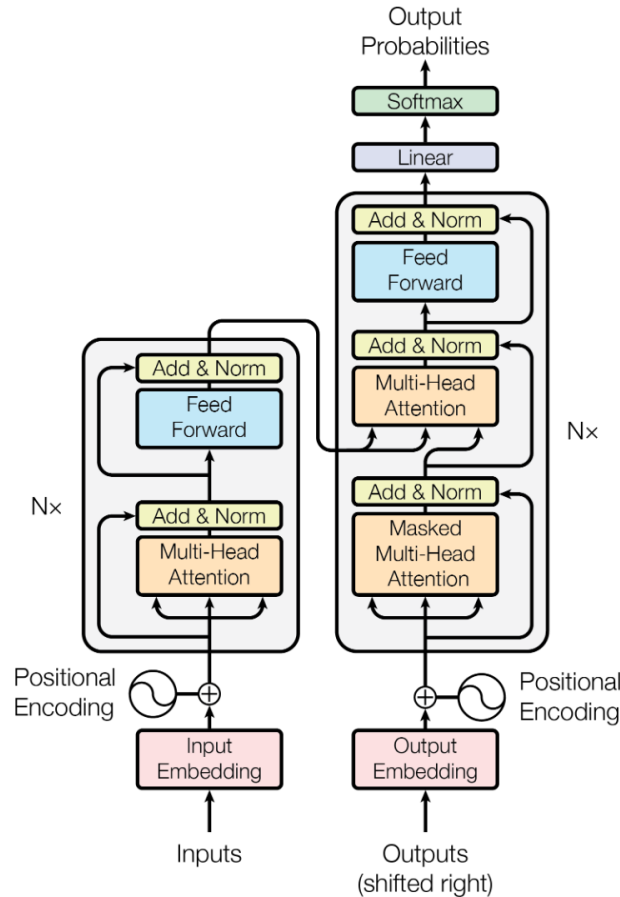 Output
Probabilities
Softmax
Linear
Add & Norm
Feed
Forward
Add & Norm
Multi-Head
Attention
Add & Norm
Masked
Multi-Head
Attention
N×
Add & Norm
Feed
Forward
Add & Norm
Multi-Head
Attention
N×
Positional
Encoding
Positional
Encoding
Input
Embedding
Output
Embedding
Inputs
Outputs
(shifted right)